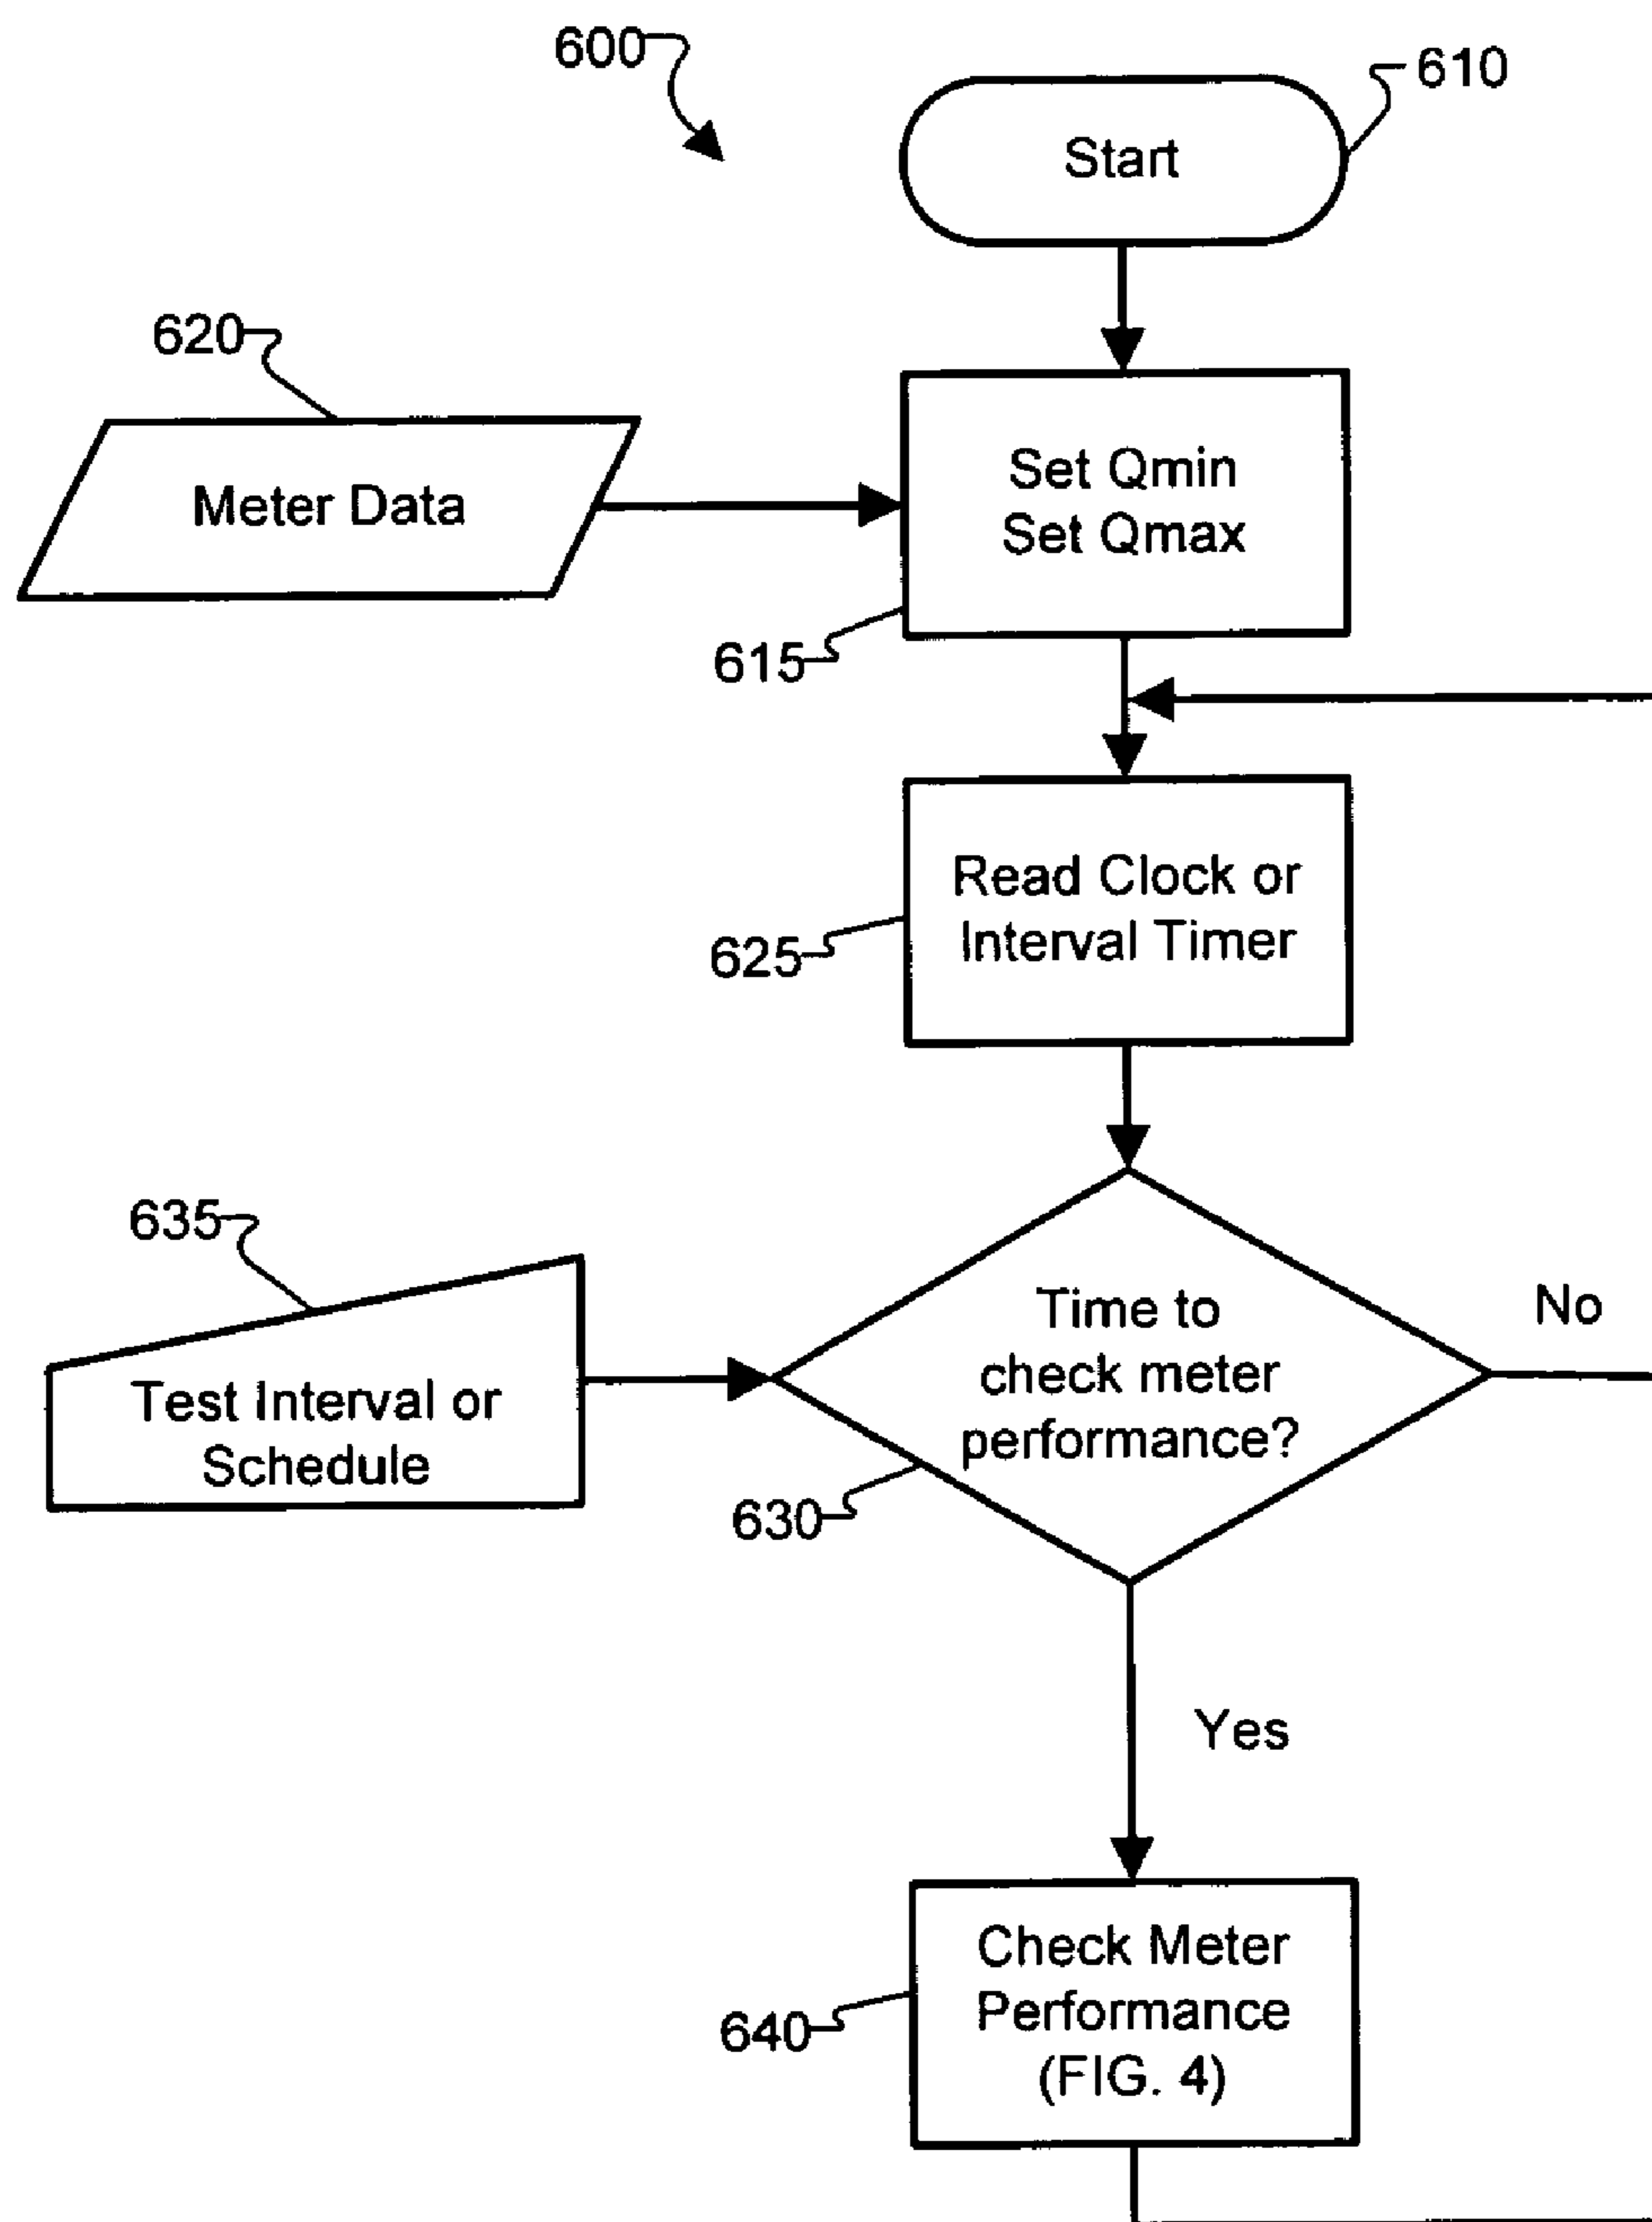 600
610
Start
620
Meter Data
Set Qmin
Set Qmax
615
Read Clock or
Interval Timer
625
635
Test Interval or
Schedule
Time to
check meter
performance?
No
630
Yes
Check Meter
Performance
(FIG. 4)
640